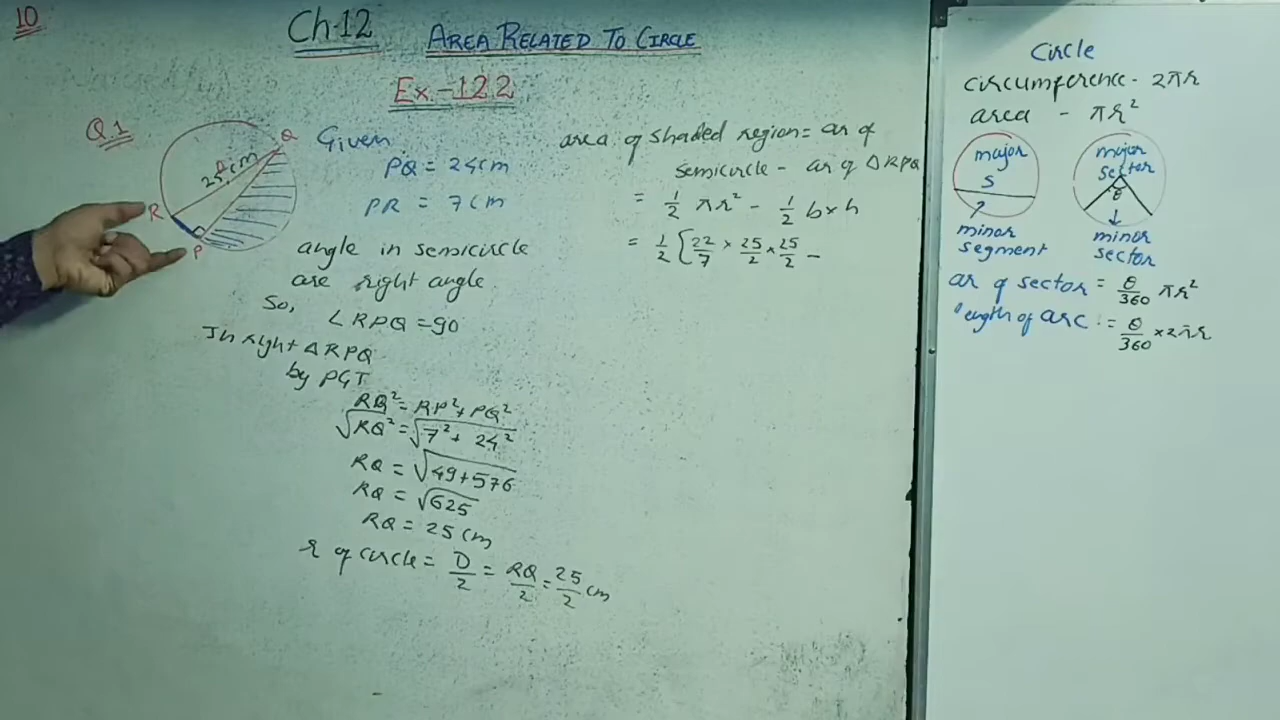 10
Ch-12 AREA RELATED TO CIRCLE
Ex.-12.2
Q.1
Q
25 cm
R
P
Given
PQ = 24cm
PR = 7cm
angle in semicircle
are right angle
So,
∠RPQ = 90
In right △RPQ
by PGT
RQ² = RP² + PQ²
√RQ² = √7² + 24²
RQ = √49+576
RQ = √625
RQ = 25 cm
r of circle = D/2 = RQ/2 = 25/2 cm
area of shaded region = ar of
semicircle - ar of △RPQ
= 1/2 πr² - 1/2 b×h
= 1/2 [22/7 × 25/2 × 25/2 -
Circle
circumference - 2πr
area - πr²
major
S
minor
segment
major
sector
θ
minor
sector
ar of sector = θ/360 πr²
length of arc = θ/360 × 2πr